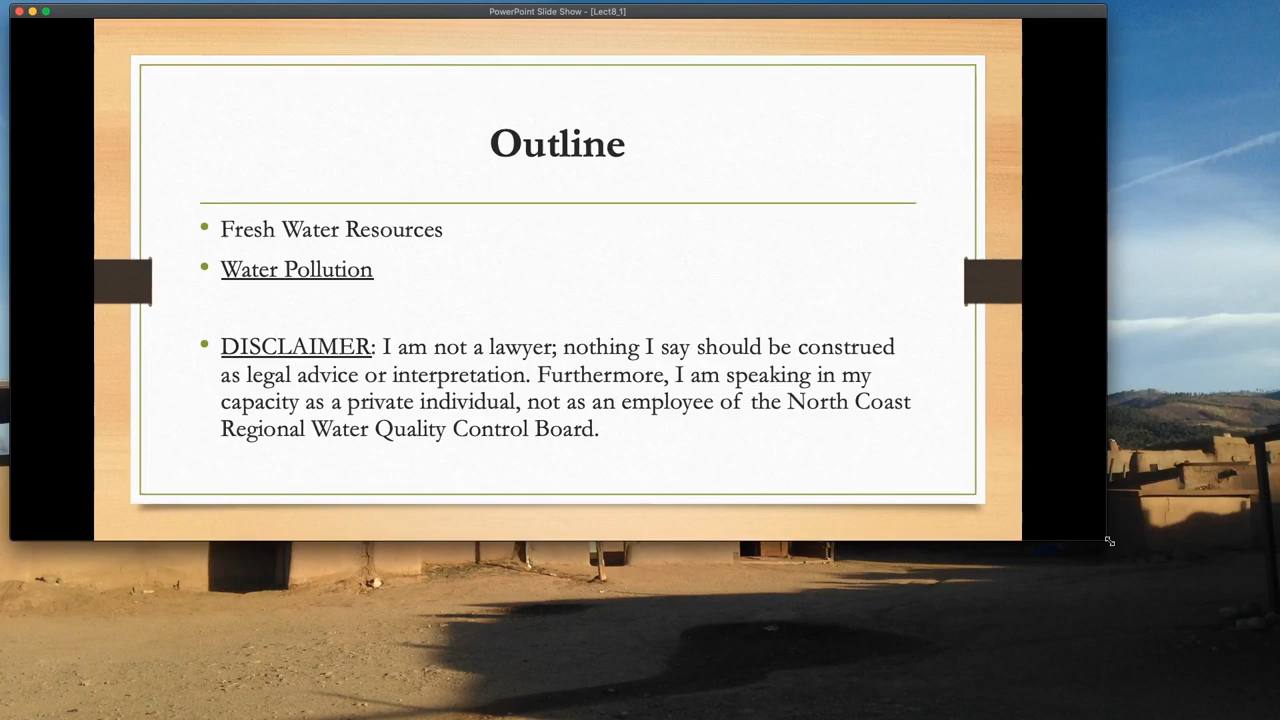 PowerPoint Slide Show - [Lect8_1]
Outline
• Fresh Water Resources
• Water Pollution
• DISCLAIMER: I am not a lawyer; nothing I say should be construed
as legal advice or interpretation. Furthermore, I am speaking in my
capacity as a private individual, not as an employee of the North Coast
Regional Water Quality Control Board.